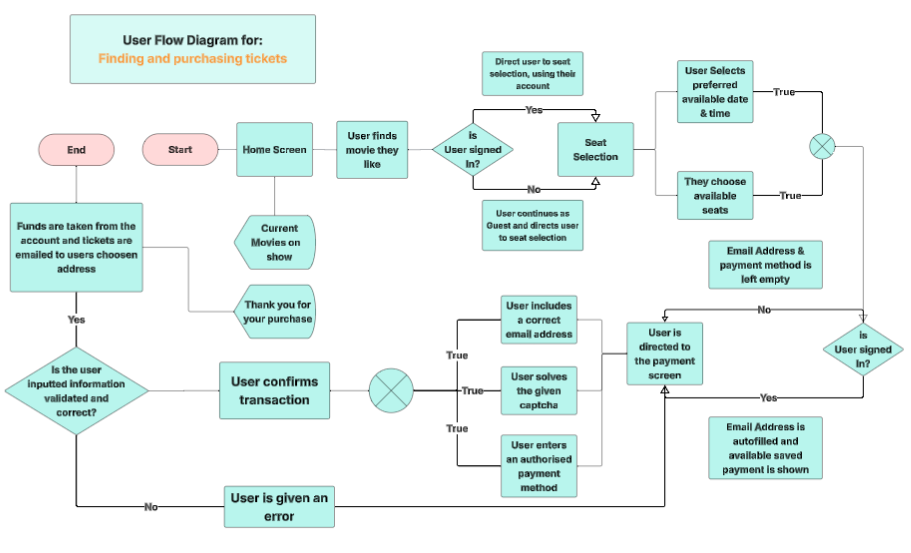 User Flow Diagram for:
Finding and purchasing tickets
Direct user to seat
selection, using their
account
User Selects
preferred
available date
& time
True
Yes
End
Start
Home Screen
User finds
movie they
like
is
User signed
In?
Seat
Selection
No
They choose
available
seats
True
User continues as
Guest and directs user
to seat selection
Funds are taken from the
account and tickets are
emailed to users choosen
address
Current
Movies on
show
Email Address &
payment method is
left empty
Thank you for
your purchase
User includes
a correct
email address
No
User is
directed to
the payment
screen
is
User signed
In?
Yes
Yes
is the user
inputted information
validated and
correct?
User confirms
transaction
True
True
True
User solves
the given
captcha
User enters
an authorised
payment
method
Email Address is
autofilled and
available saved
payment is shown
No
User is given an
error